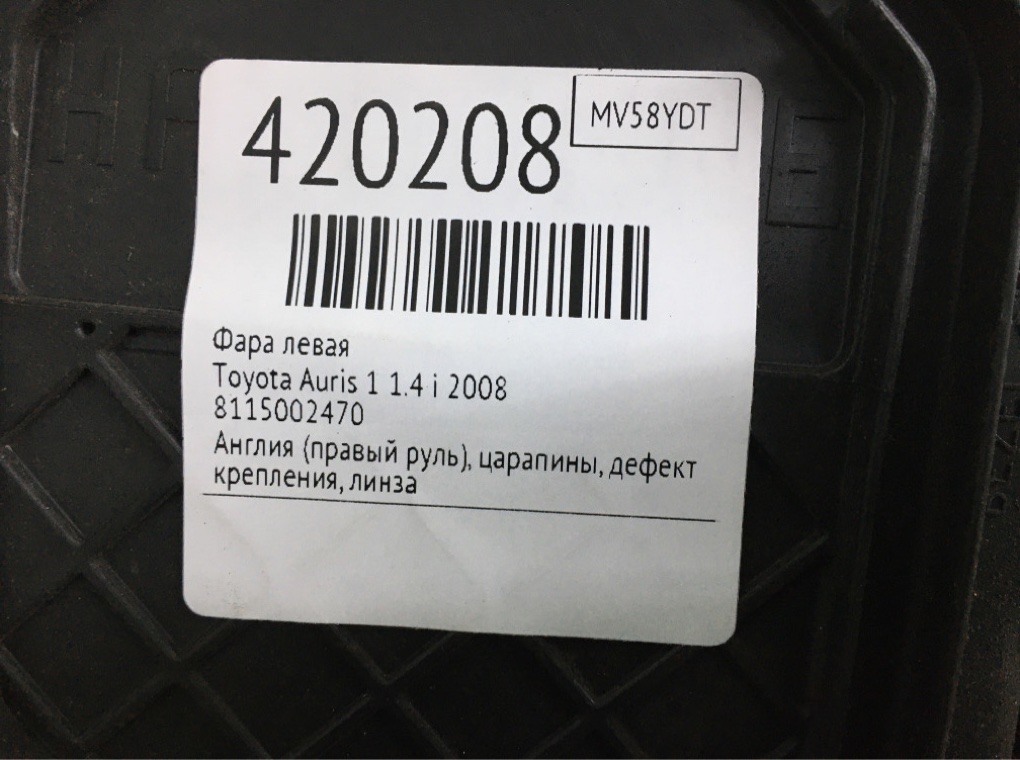 420208
MV58YDT
Фара левая
Toyota Auris 1 1.4 i 2008
8115002470
Англия (правый руль), царапины, дефект
крепления, линза